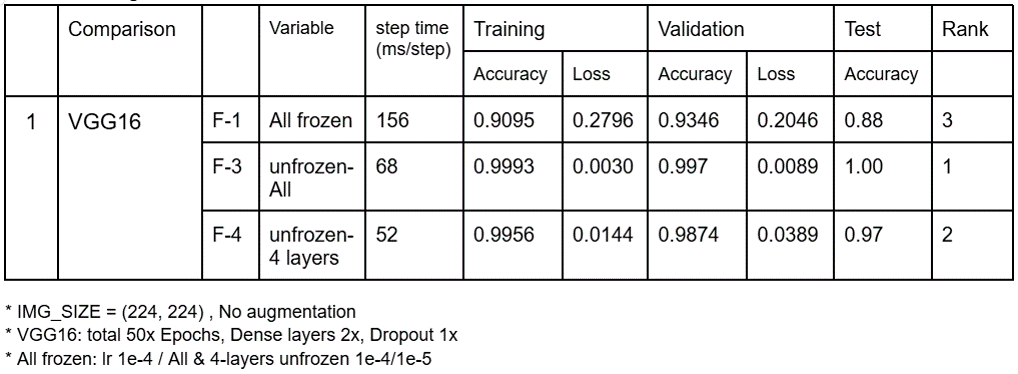 Comparison Variable step time (ms/step) Training Validation Test Rank
Accuracy Loss Accuracy Loss Accuracy
1 VGG16 F-1 All frozen 156 0.9095 0.2796 0.9346 0.2046 0.88 3
F-3 unfrozen-All 68 0.9993 0.0030 0.997 0.0089 1.00 1
F-4 unfrozen-4 layers 52 0.9956 0.0144 0.9874 0.0389 0.97 2
* IMG_SIZE = (224, 224) , No augmentation
* VGG16: total 50x Epochs, Dense layers 2x, Dropout 1x
* All frozen: lr 1e-4 / All & 4-layers unfrozen 1e-4/1e-5